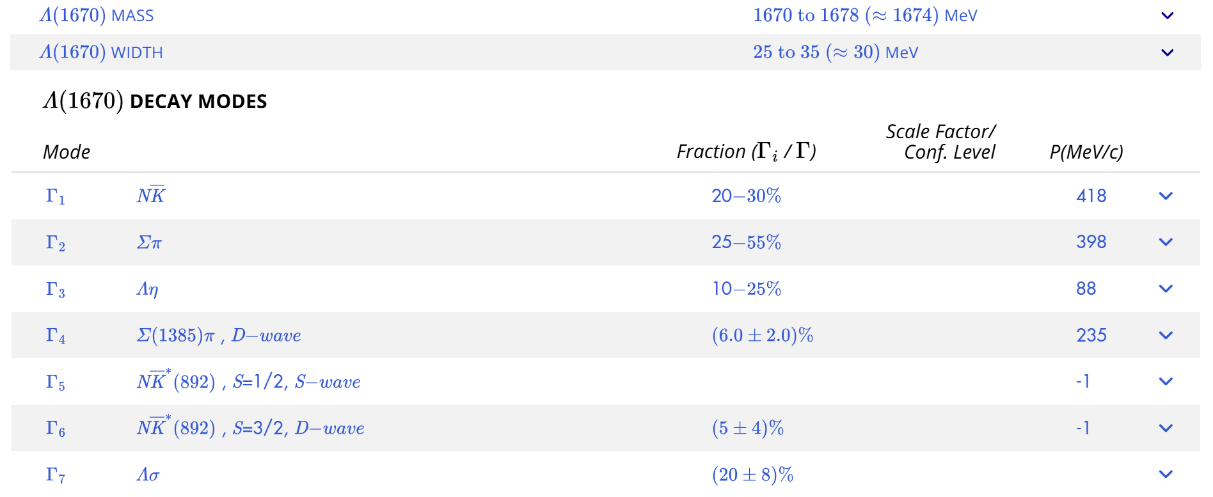 Λ(1670) MASS 1670 to 1678 (≈ 1674) MeV
Λ(1670) WIDTH 25 to 35 (≈ 30) MeV
Λ(1670) DECAY MODES
Mode Fraction (Γᵢ / Γ) Scale Factor/ Conf. Level P(MeV/c)
Γ₁ NK̅ 20−30% 418
Γ₂ Σπ 25−55% 398
Γ₃ Λη 10−25% 88
Γ₄ Σ(1385)π , D−wave (6.0 ± 2.0)% 235
Γ₅ NK̅*(892) , S=1/2, S−wave -1
Γ₆ NK̅*(892) , S=3/2, D−wave (5 ± 4)% -1
Γ₇ Λσ (20 ± 8)%